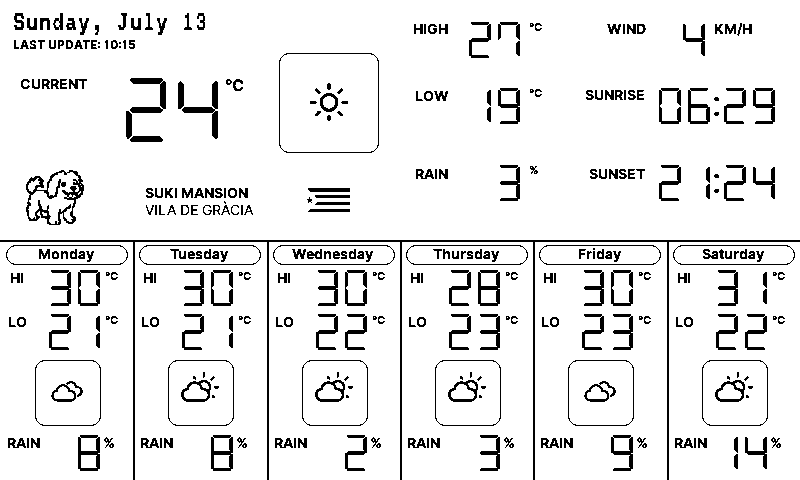 Sunday, July 13
LAST UPDATE: 10:15
CURRENT 24 °C
SUKI MANSION
VILA DE GRÀCIA
HIGH 27 °C
LOW 19 °C
RAIN 3 %
WIND 4 KM/H
SUNRISE 06:29
SUNSET 21:24
Monday
HI 30 °C
LO 21 °C
RAIN 8 %
Tuesday
HI 30 °C
LO 21 °C
RAIN 8 %
Wednesday
HI 30 °C
LO 22 °C
RAIN 2 %
Thursday
HI 28 °C
LO 23 °C
RAIN 3 %
Friday
HI 30 °C
LO 23 °C
RAIN 9 %
Saturday
HI 31 °C
LO 22 °C
RAIN 14 %